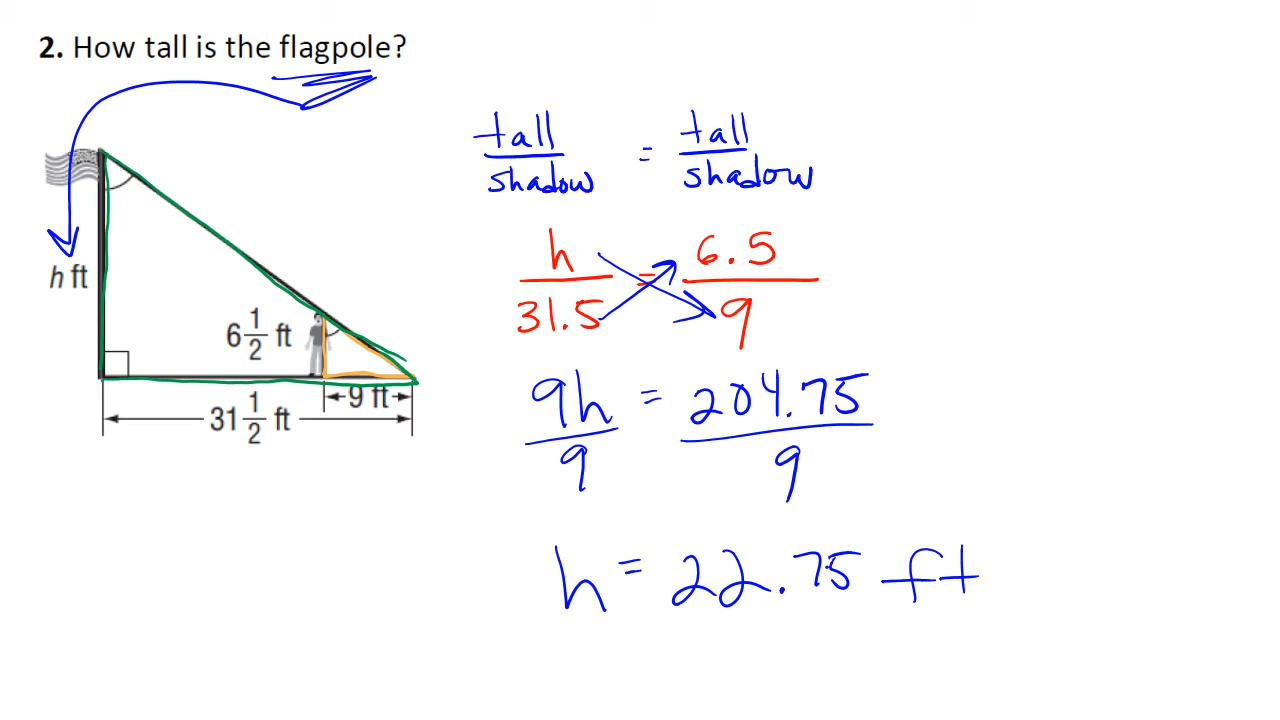 2. How tall is the flagpole?
tall/shadow = tall/shadow
h/31.5 = 6.5/9
h ft
6 1/2 ft
9 ft
31 1/2 ft
9h/9 = 204.75/9
h = 22.75 ft